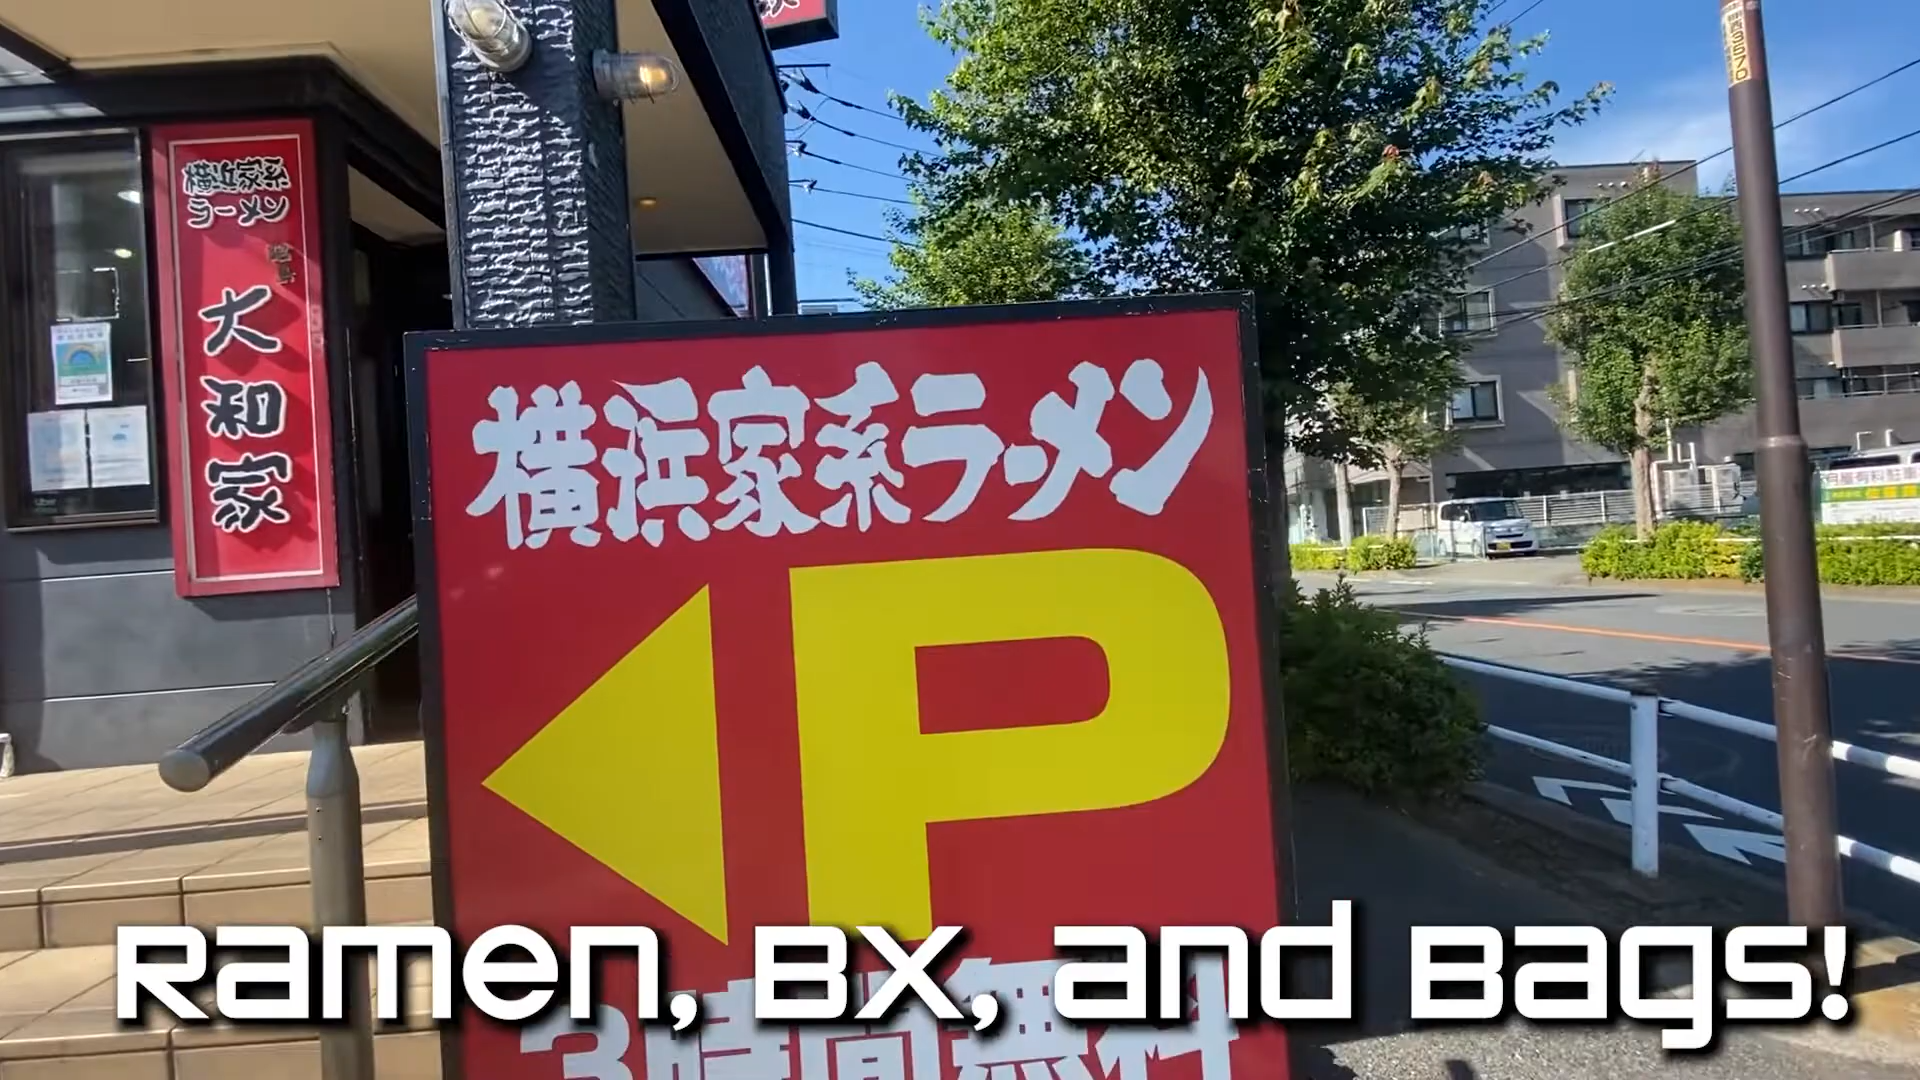 横浜家系
ラーメン
大和家
横浜家系ラーメン
P
3時間無料
Ramen, BX, and Bags!